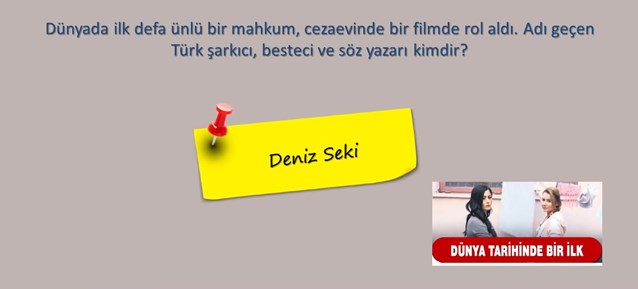 Dünyada ilk defa ünlü bir mahkum, cezaevinde bir filmde rol aldı. Adı geçen
Türk şarkıcı, besteci ve söz yazarı kimdir?
Deniz Seki
DÜNYA TARİHİNDE BİR İLK